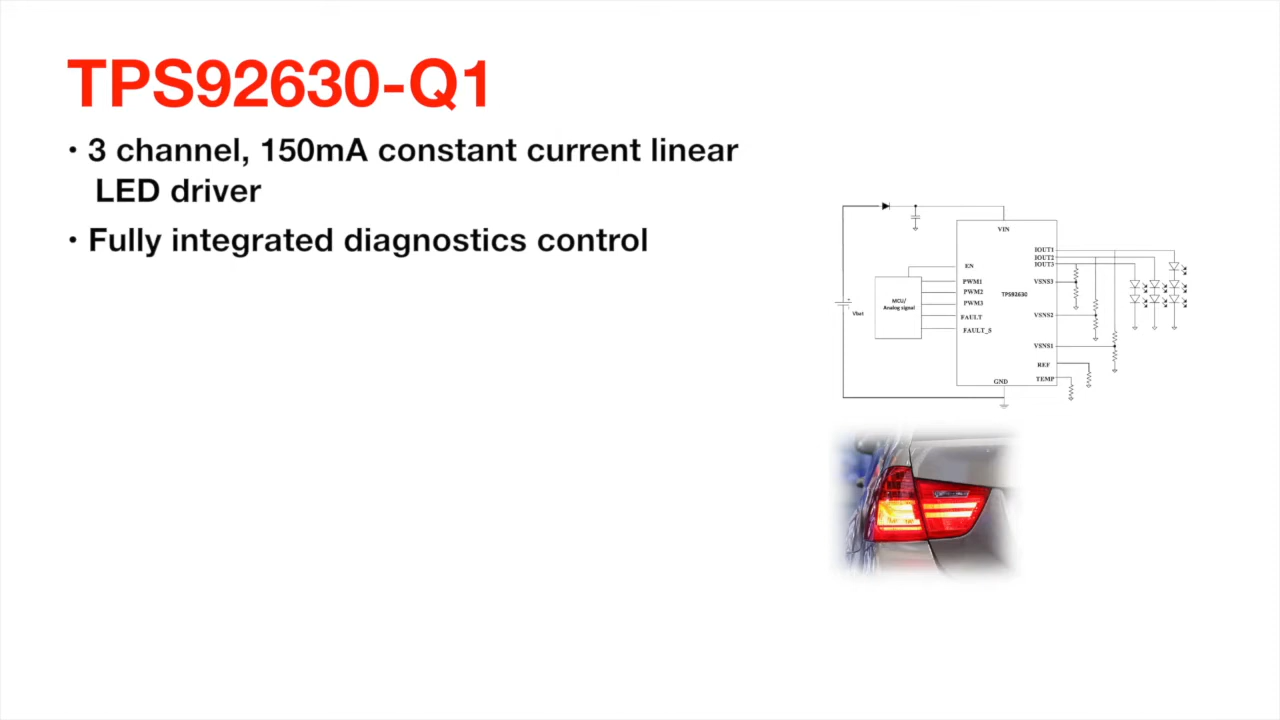 TPS92630-Q1
• 3 channel, 150mA constant current linear
LED driver
• Fully integrated diagnostics control
VIN
EN
PWM1
PWM2
PWM3
FAULT
FAULT_S
MCU/
Analog signal
Vbat
+
TPS92630
IOUT1
IOUT2
IOUT3
VSNS3
VSNS2
VSNS1
REF
TEMP
GND